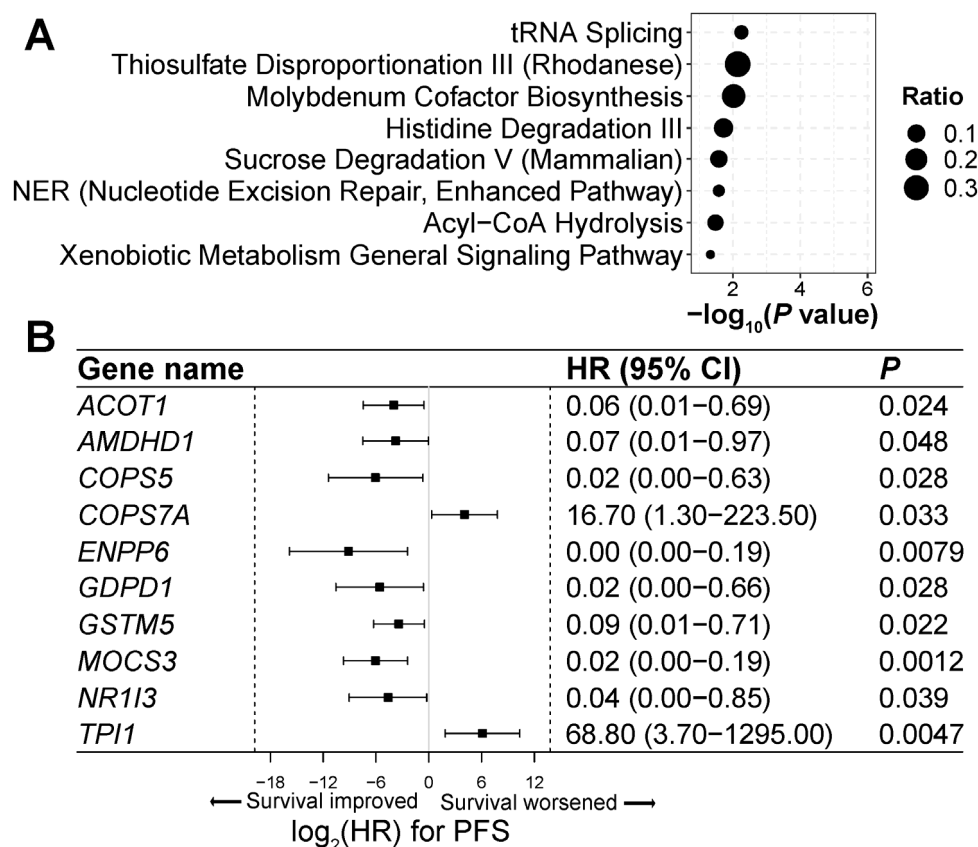 A
tRNA Splicing
Thiosulfate Disproportionation III (Rhodanese)
Molybdenum Cofactor Biosynthesis
Histidine Degradation III
Sucrose Degradation V (Mammalian)
NER (Nucleotide Excision Repair, Enhanced Pathway)
Acyl−CoA Hydrolysis
Xenobiotic Metabolism General Signaling Pathway
2 4 6
−log₁₀(P value)
Ratio
0.1
0.2
0.3
B
Gene name HR (95% CI) P
ACOT1 0.06 (0.01−0.69) 0.024
AMDHD1 0.07 (0.01−0.97) 0.048
COPS5 0.02 (0.00−0.63) 0.028
COPS7A 16.70 (1.30−223.50) 0.033
ENPP6 0.00 (0.00−0.19) 0.0079
GDPD1 0.02 (0.00−0.66) 0.028
GSTM5 0.09 (0.01−0.71) 0.022
MOCS3 0.02 (0.00−0.19) 0.0012
NR1I3 0.04 (0.00−0.85) 0.039
TPI1 68.80 (3.70−1295.00) 0.0047
−18 −12 −6 0 6 12
Survival improved Survival worsened
log₂(HR) for PFS